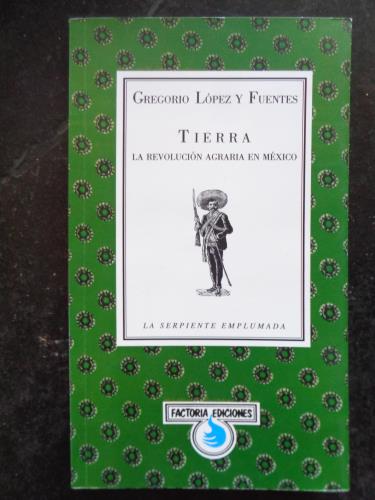 GREGORIO LÓPEZ Y FUENTES
TIERRA
LA REVOLUCIÓN AGRARIA EN MÉXICO
LA SERPIENTE EMPLUMADA
FACTORIA EDICIONES